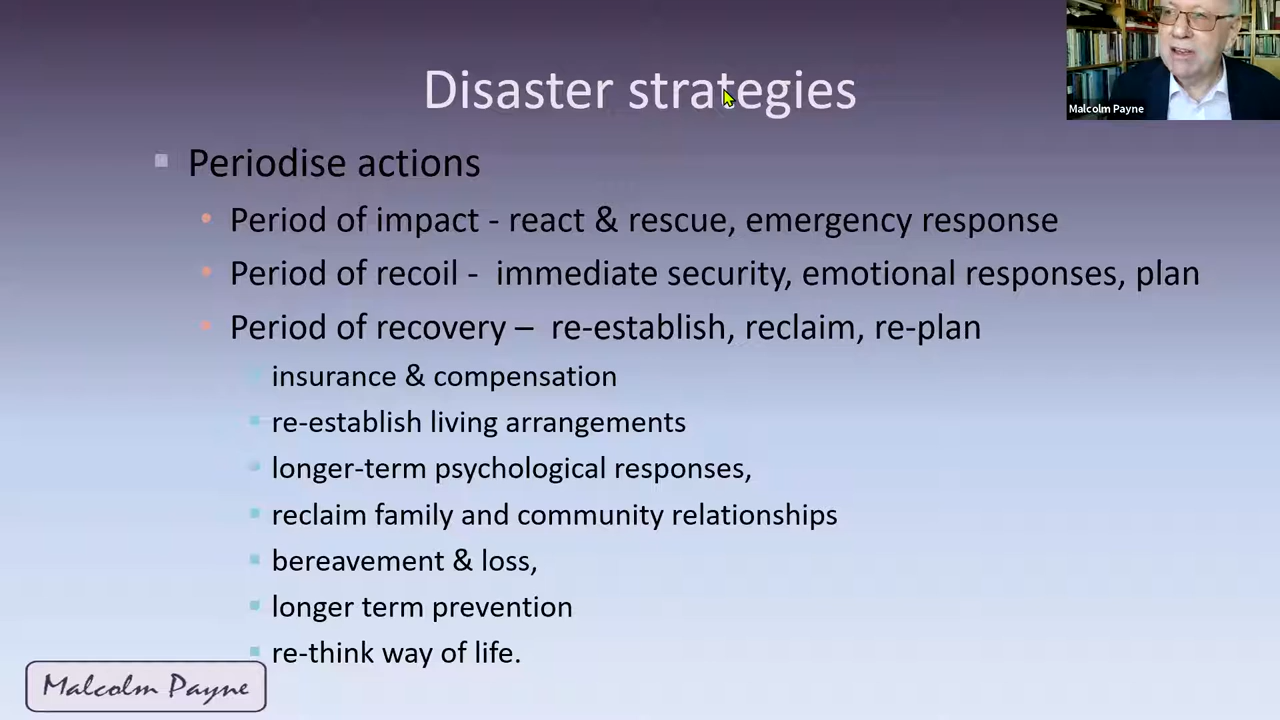 Disaster strategies
Malcolm Payne
Periodise actions
Period of impact - react & rescue, emergency response
Period of recoil - immediate security, emotional responses, plan
Period of recovery – re-establish, reclaim, re-plan
insurance & compensation
re-establish living arrangements
longer-term psychological responses,
reclaim family and community relationships
bereavement & loss,
longer term prevention
re-think way of life.
Malcolm Payne